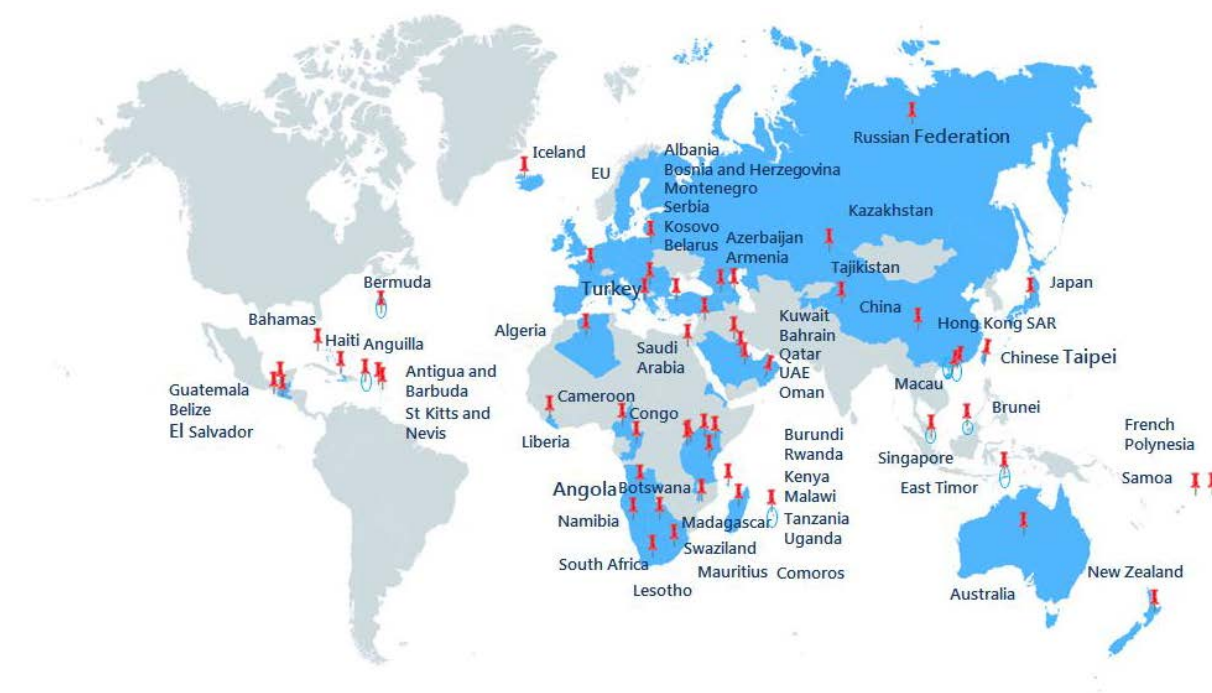 Iceland
EU
Albania
Bosnia and Herzegovina
Montenegro
Serbia
Kosovo
Belarus
Azerbaijan
Armenia
Russian Federation
Kazakhstan
Tajikistan
Turkey
China
Japan
Hong Kong SAR
Chinese Taipei
Macau
Bermuda
Bahamas
Haiti
Anguilla
Antigua and
Barbuda
St Kitts and
Nevis
Guatemala
Belize
El Salvador
Algeria
Saudi
Arabia
Kuwait
Bahrain
Qatar
UAE
Oman
Cameroon
Congo
Liberia
Burundi
Rwanda
Kenya
Malawi
Tanzania
Uganda
Angola
Botswana
Namibia
Madagascar
Swaziland
South Africa
Mauritius
Comoros
Lesotho
Brunei
Singapore
East Timor
French
Polynesia
Samoa
Australia
New Zealand